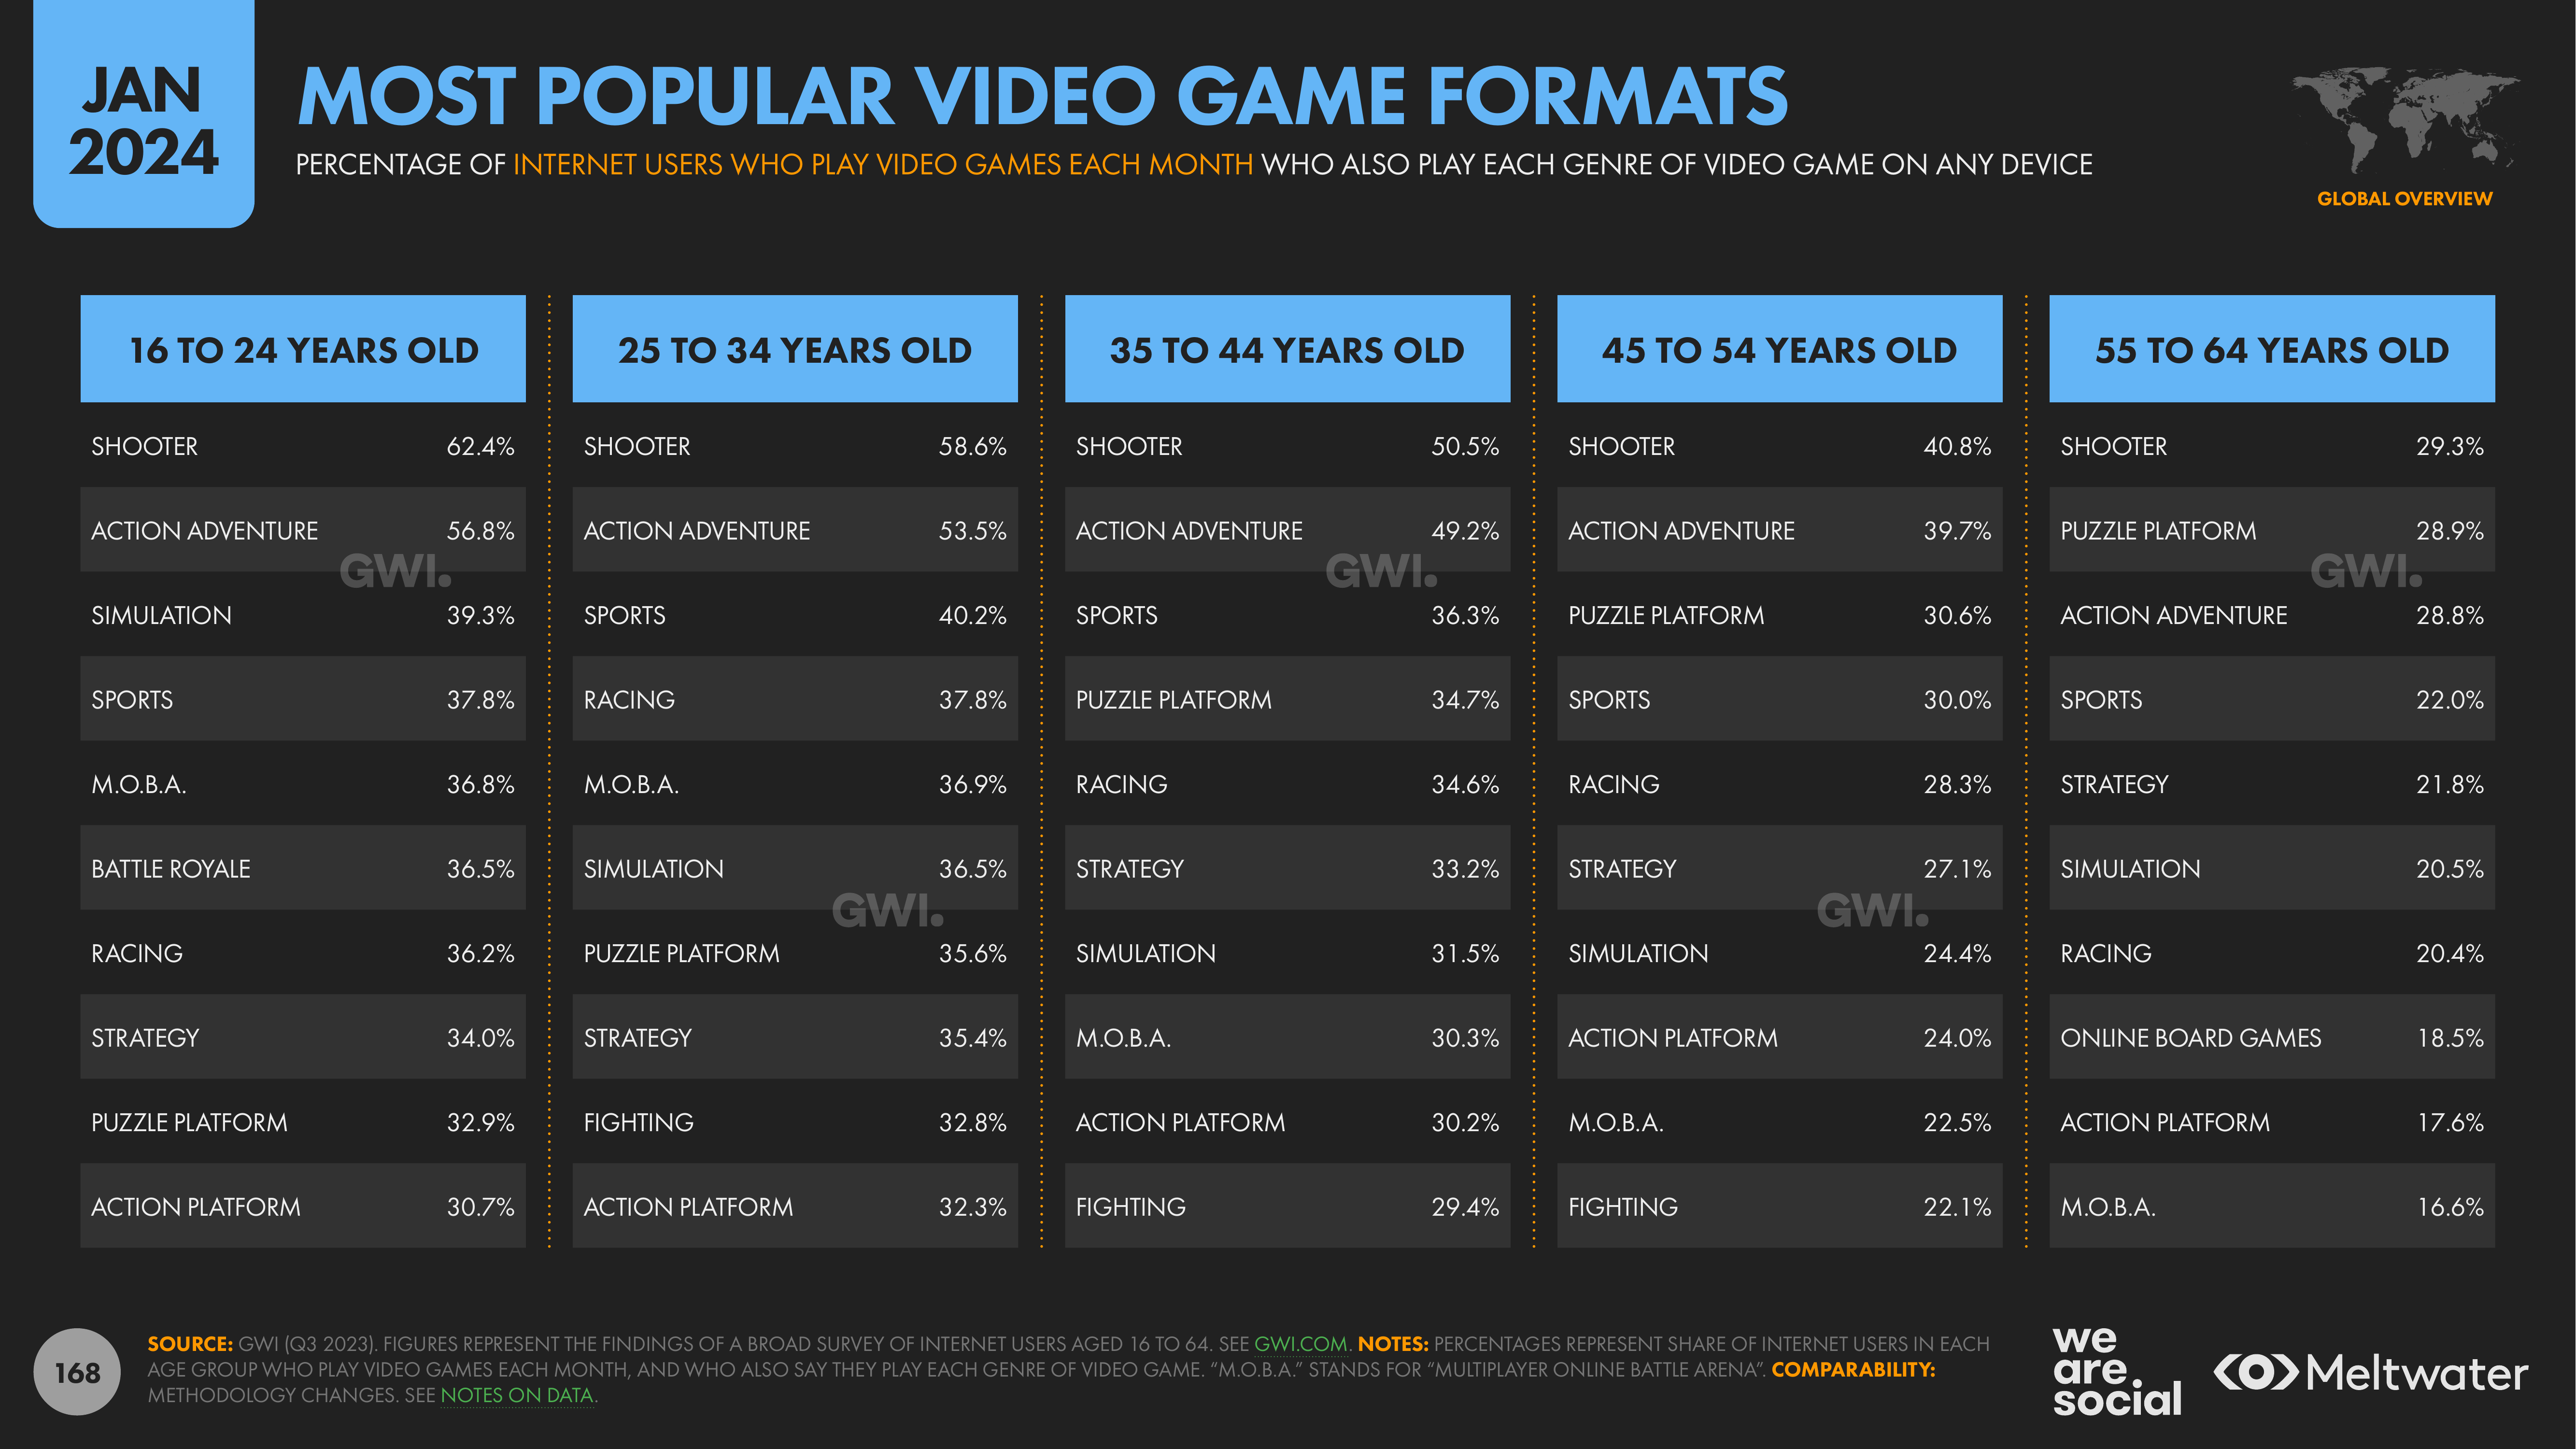 JAN
2024
MOST POPULAR VIDEO GAME FORMATS
PERCENTAGE OF INTERNET USERS WHO PLAY VIDEO GAMES EACH MONTH WHO ALSO PLAY EACH GENRE OF VIDEO GAME ON ANY DEVICE
GLOBAL OVERVIEW
16 TO 24 YEARS OLD
SHOOTER 62.4%
ACTION ADVENTURE 56.8%
GWI.
SIMULATION 39.3%
SPORTS 37.8%
M.O.B.A. 36.8%
BATTLE ROYALE 36.5%
RACING 36.2%
STRATEGY 34.0%
PUZZLE PLATFORM 32.9%
ACTION PLATFORM 30.7%
25 TO 34 YEARS OLD
SHOOTER 58.6%
ACTION ADVENTURE 53.5%
SPORTS 40.2%
RACING 37.8%
M.O.B.A. 36.9%
SIMULATION 36.5%
GWI.
PUZZLE PLATFORM 35.6%
STRATEGY 35.4%
FIGHTING 32.8%
ACTION PLATFORM 32.3%
35 TO 44 YEARS OLD
SHOOTER 50.5%
ACTION ADVENTURE 49.2%
GWI.
SPORTS 36.3%
PUZZLE PLATFORM 34.7%
RACING 34.6%
STRATEGY 33.2%
SIMULATION 31.5%
M.O.B.A. 30.3%
ACTION PLATFORM 30.2%
FIGHTING 29.4%
45 TO 54 YEARS OLD
SHOOTER 40.8%
ACTION ADVENTURE 39.7%
PUZZLE PLATFORM 30.6%
SPORTS 30.0%
RACING 28.3%
STRATEGY 27.1%
GWI.
SIMULATION 24.4%
ACTION PLATFORM 24.0%
M.O.B.A. 22.5%
FIGHTING 22.1%
55 TO 64 YEARS OLD
SHOOTER 29.3%
PUZZLE PLATFORM 28.9%
GWI.
ACTION ADVENTURE 28.8%
SPORTS 22.0%
STRATEGY 21.8%
SIMULATION 20.5%
RACING 20.4%
ONLINE BOARD GAMES 18.5%
ACTION PLATFORM 17.6%
M.O.B.A. 16.6%
168
SOURCE: GWI (Q3 2023). FIGURES REPRESENT THE FINDINGS OF A BROAD SURVEY OF INTERNET USERS AGED 16 TO 64. SEE GWI.COM. NOTES: PERCENTAGES REPRESENT SHARE OF INTERNET USERS IN EACH
AGE GROUP WHO PLAY VIDEO GAMES EACH MONTH, AND WHO ALSO SAY THEY PLAY EACH GENRE OF VIDEO GAME. “M.O.B.A.” STANDS FOR “MULTIPLAYER ONLINE BATTLE ARENA”. COMPARABILITY:
METHODOLOGY CHANGES. SEE NOTES ON DATA.
we
are.
social
Meltwater